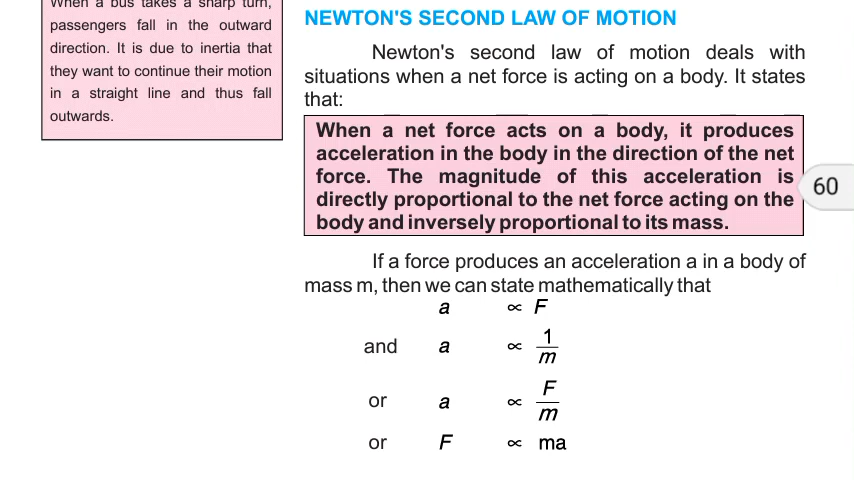 When a bus takes a sharp turn,
passengers fall in the outward
direction. It is due to inertia that
they want to continue their motion
in a straight line and thus fall
outwards.
NEWTON'S SECOND LAW OF MOTION
Newton's second law of motion deals with
situations when a net force is acting on a body. It states
that:
When a net force acts on a body, it produces
acceleration in the body in the direction of the net
force. The magnitude of this acceleration is
directly proportional to the net force acting on the
body and inversely proportional to its mass.
60
If a force produces an acceleration a in a body of
mass m, then we can state mathematically that
a ∝ F
and a ∝ 1/m
or a ∝ F/m
or F ∝ ma